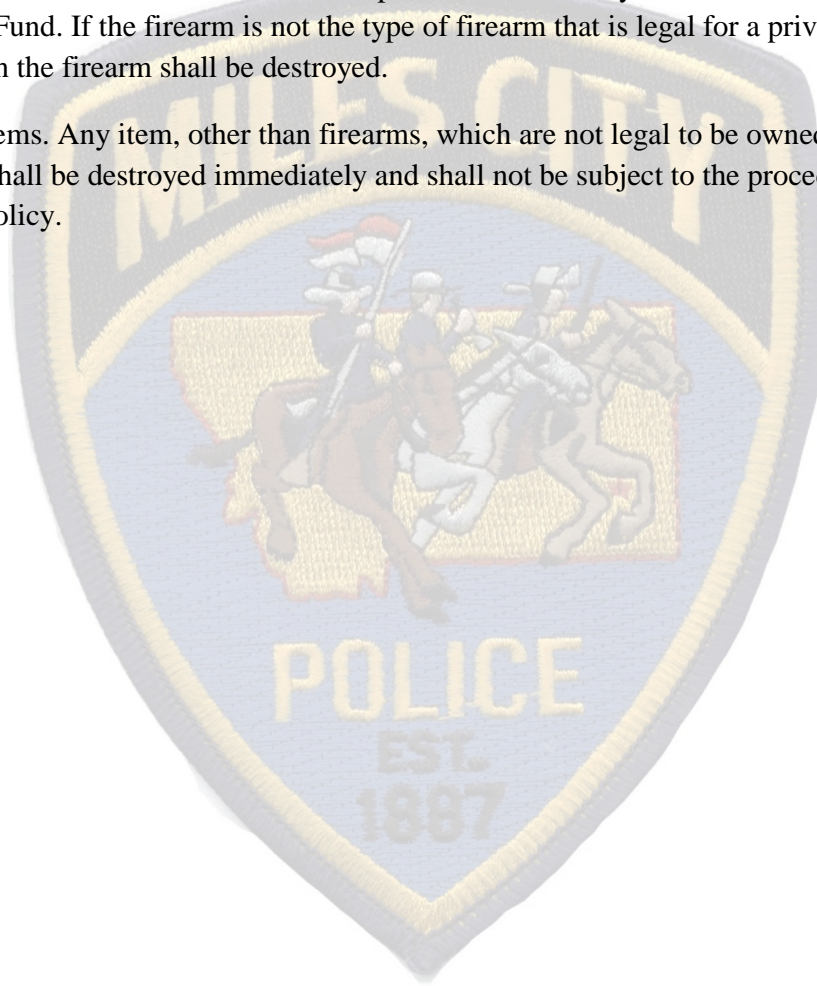 Fund. If the firearm is not the type of firearm that is legal for a priv
the firearm shall be destroyed.
ems. Any item, other than firearms, which are not legal to be owned
hall be destroyed immediately and shall not be subject to the proced
olicy.
MILES CITY
POLICE
EST.
1887